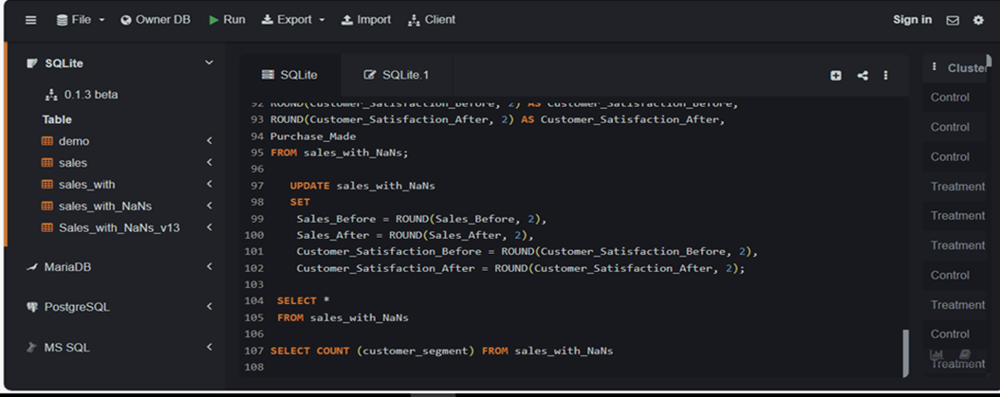 File Owner DB Run Export Import Client Sign in
SQLite
0.1.3 beta
Table
demo
sales
sales_with
sales_with_NaNs
Sales_with_NaNs_v13
MariaDB
PostgreSQL
MS SQL
SQLite SQLite.1
92 ROUND(Customer_Satisfaction_Before, 2) AS Customer_Satisfaction_Before,
93 ROUND(Customer_Satisfaction_After, 2) AS Customer_Satisfaction_After,
94 Purchase_Made
95 FROM sales_with_NaNs;
96
97 UPDATE sales_with_NaNs
98 SET
99 Sales_Before = ROUND(Sales_Before, 2),
100 Sales_After = ROUND(Sales_After, 2),
101 Customer_Satisfaction_Before = ROUND(Customer_Satisfaction_Before, 2),
102 Customer_Satisfaction_After = ROUND(Customer_Satisfaction_After, 2);
103
104 SELECT *
105 FROM sales_with_NaNs
106
107 SELECT COUNT (customer_segment) FROM sales_with_NaNs
108
Cluster
Control
Control
Control
Treatment
Treatment
Treatment
Control
Treatment
Control
Treatment